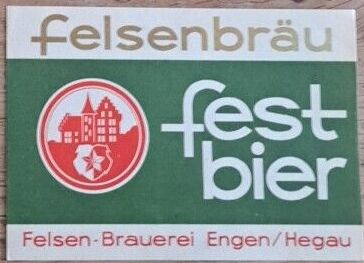 felsenbräu
fest
bier
Felsen-Brauerei Engen/Hegau